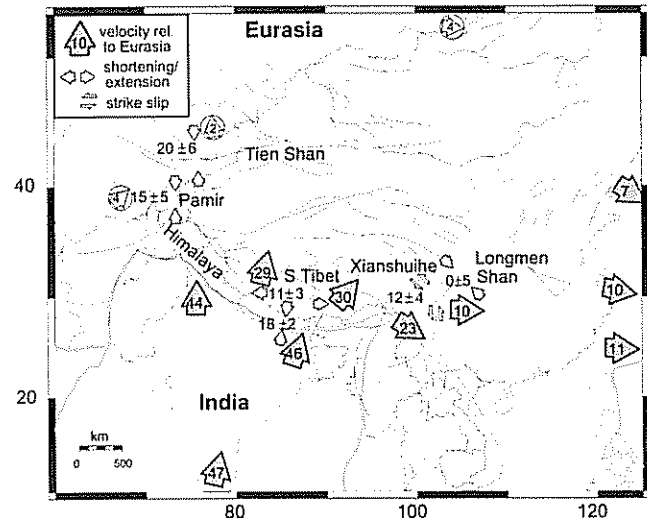 10
velocity rel.
to Eurasia
shortening/
extension
strike slip
Eurasia
4
2
20±6
Tien Shan
40
4
15±5
Pamir
7
Himalaya
29
S Tibet
Xianshuihe
Longmen
Shan
0±5
44
11±3
30
12±4
10
10
18±2
23
46
11
20
India
km
0 500
47
80
100
120